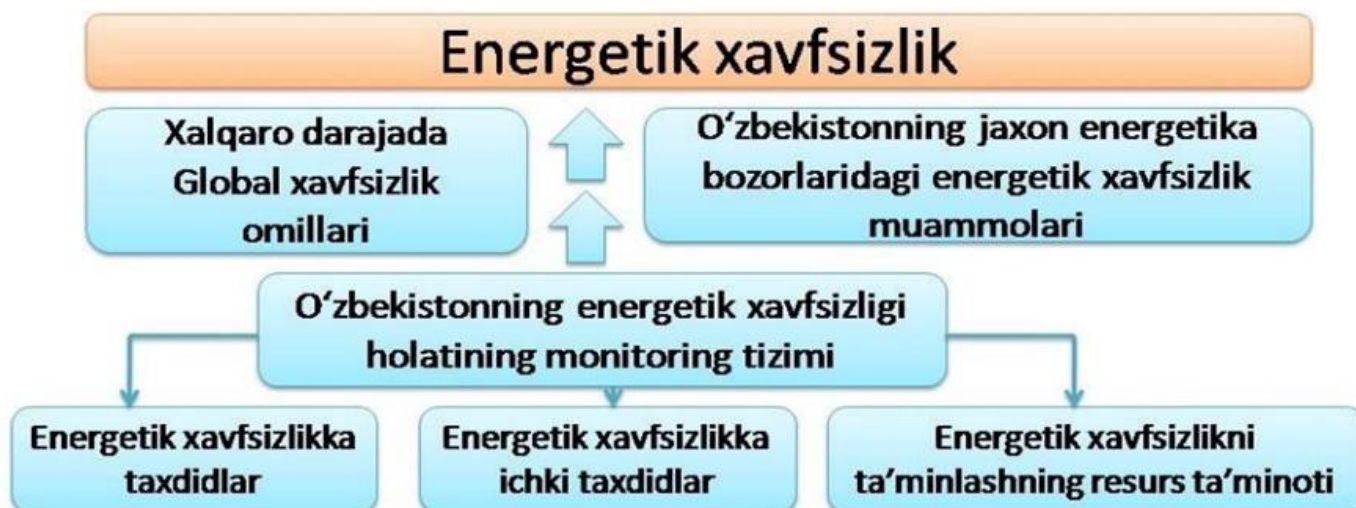 Energetik xavfsizlik
Xalqaro darajada
Global xavfsizlik
omillari
O‘zbekistonning jaxon energetika
bozorlaridagi energetik xavfsizlik
muammolari
O‘zbekistonning energetik xavfsizligi
holatining monitoring tizimi
Energetik xavfsizlikka
taxdidlar
Energetik xavfsizlikka
ichki taxdidlar
Energetik xavfsizlikni
ta’minlashning resurs ta’minoti